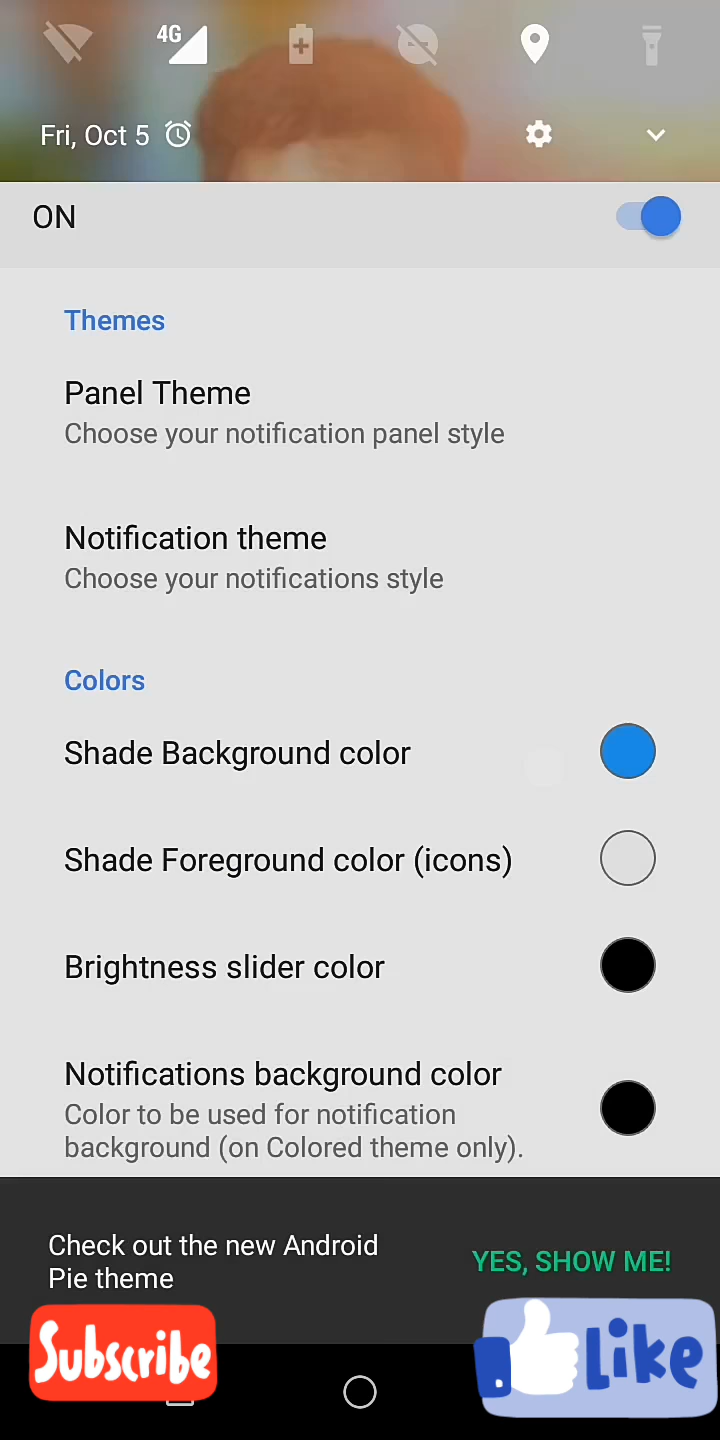 4G
Fri, Oct 5
ON
Themes
Panel Theme
Choose your notification panel style
Notification theme
Choose your notifications style
Colors
Shade Background color
Shade Foreground color (icons)
Brightness slider color
Notifications background color
Color to be used for notification
background (on Colored theme only).
Check out the new Android
Pie theme
YES, SHOW ME!
Subscribe
Like